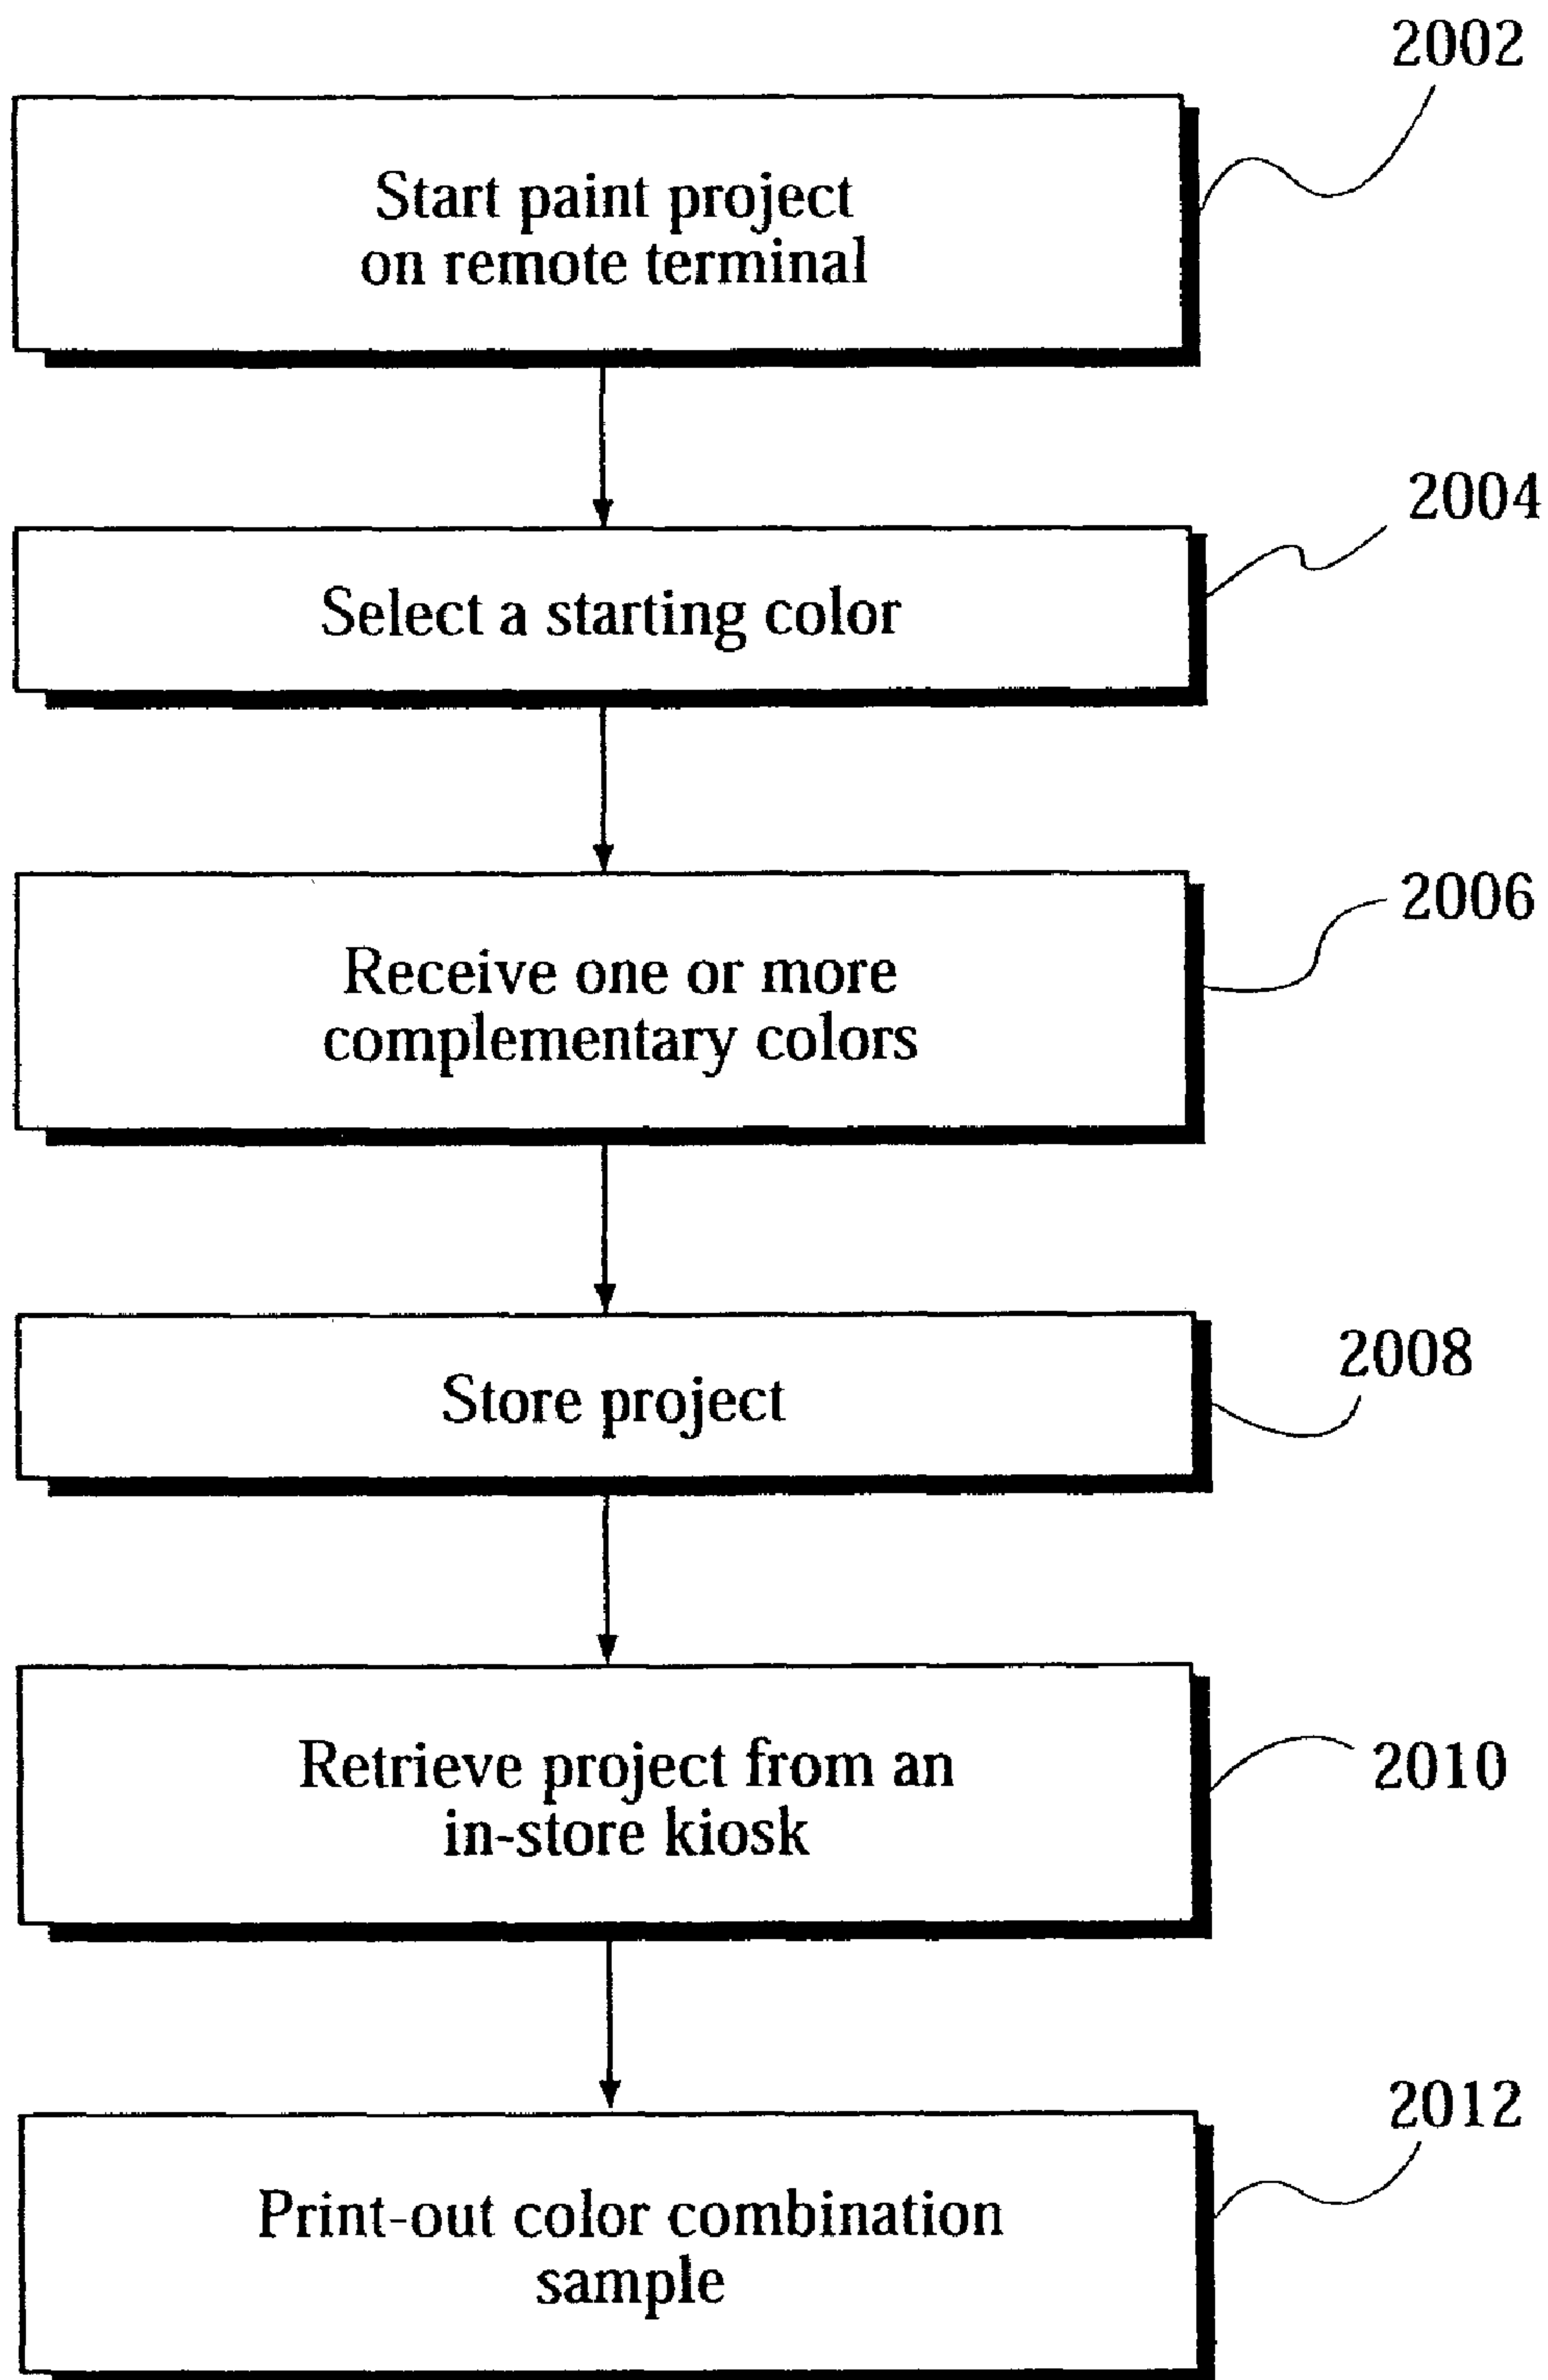 2002
Start paint project
on remote terminal
2004
Select a starting color
2006
Receive one or more
complementary colors
2008
Store project
2010
Retrieve project from an
in-store kiosk
2012
Print-out color combination
sample